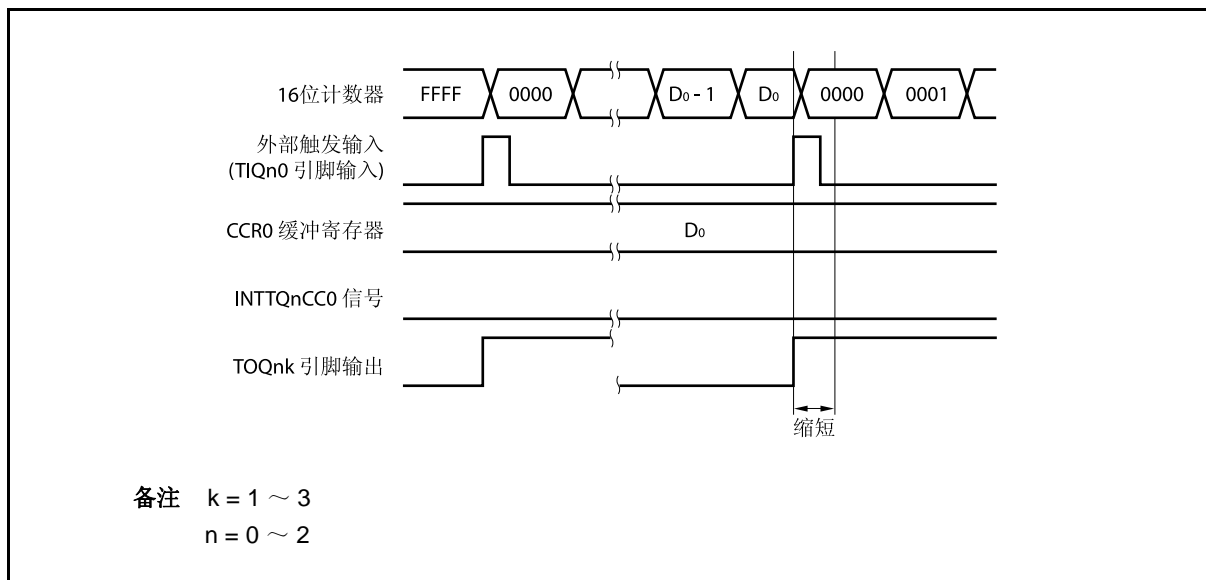 16位计数器 FFFF 0000 D0 - 1 D0 0000 0001
外部触发输入
(TIQn0 引脚输入)
CCR0 缓冲寄存器 D0
INTTQnCC0 信号
TOQnk 引脚输出
缩短
备注 k = 1 ～ 3
n = 0 ～ 2